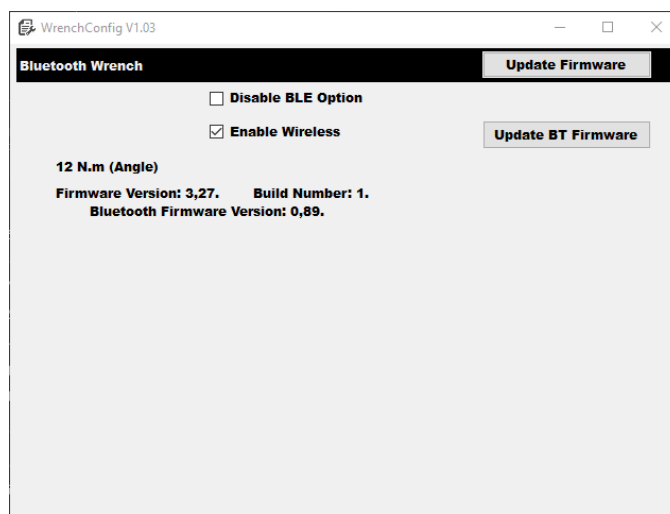 WrenchConfig V1.03
Bluetooth Wrench Update Firmware
Disable BLE Option
Enable Wireless Update BT Firmware
12 N.m (Angle)
Firmware Version: 3,27. Build Number: 1.
Bluetooth Firmware Version: 0,89.